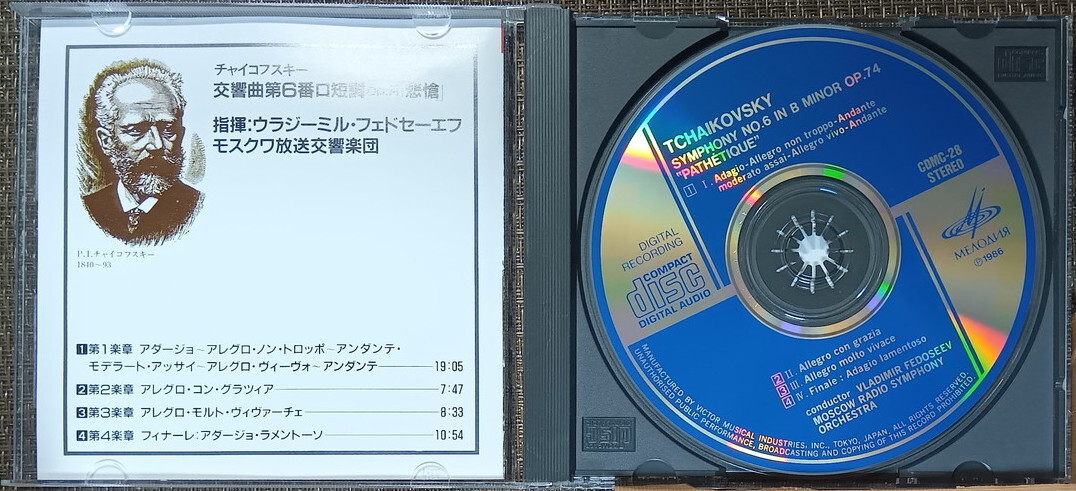 チャイコフスキー
交響曲第6番ロ短調 「悲愴」
指揮:ウラジーミル・フェドセーエフ
モスクワ放送交響楽団
P.I.チャイコフスキー
1840~93
1 第1楽章 アダージョ~アレグロ・ノン・トロッポ~アンダンテ・
モデラート・アッサイ~アレグロ・ヴィーヴォ~アンダンテ 19:05
2 第2楽章 アレグロ・コン・グラツィア 7:47
3 第3楽章 アレグロ・モルト・ヴィヴァーチェ 8:33
4 第4楽章 フィナーレ:アダージョ・ラメントーソ 10:54
TCHAIKOVSKY
SYMPHONY NO.6 IN B MINOR OP.74
"PATHETIQUE"
1 I. Adagio-Allegro non troppo-Andante
moderato assai-Allegro vivo-Andante
CDMC-28
STEREO
DIGITAL
RECORDING
COMPACT
disc
DIGITAL AUDIO
МЕЛОДИЯ
Ⓟ1986
2 II. Allegro con grazia
3 III. Allegro molto vivace
4 IV. Finale : Adagio lamentoso
conductor VLADIMIR FEDOSEEV
MOSCOW RADIO SYMPHONY
ORCHESTRA
MANUFACTURED BY VICTOR MUSICAL INDUSTRIES, INC., TOKYO, JAPAN. ALL RIGHTS RESERVED.
UNAUTHORISED PUBLIC PERFORMANCE, BROADCASTING AND COPYING OF THIS RECORD PROHIBITED.